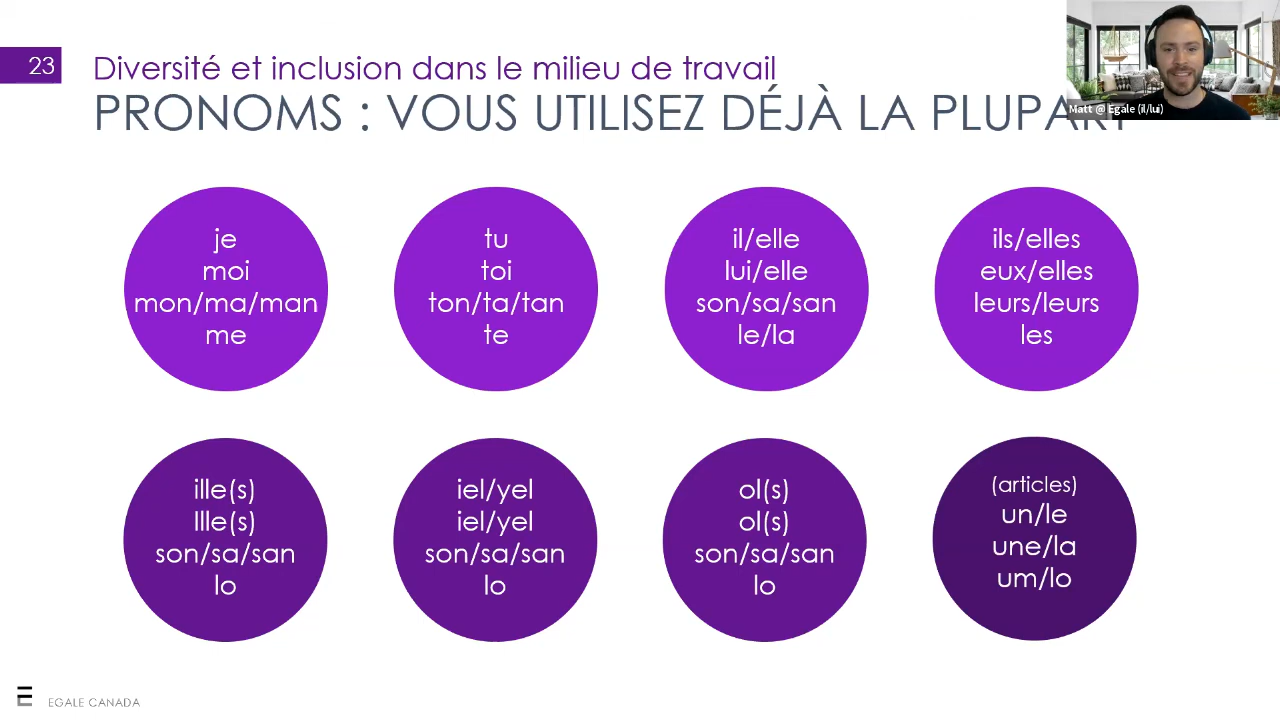 23
Diversité et inclusion dans le milieu de travail
PRONOMS : VOUS UTILISEZ DÉJÀ LA PLUPART
Matt @ Egale (il/lui)
je
moi
mon/ma/man
me
tu
toi
ton/ta/tan
te
il/elle
lui/elle
son/sa/san
le/la
ils/elles
eux/elles
leurs/leurs
les
ille(s)
Ille(s)
son/sa/san
lo
iel/yel
iel/yel
son/sa/san
lo
ol(s)
ol(s)
son/sa/san
lo
(articles)
un/le
une/la
um/lo
EGALE CANADA